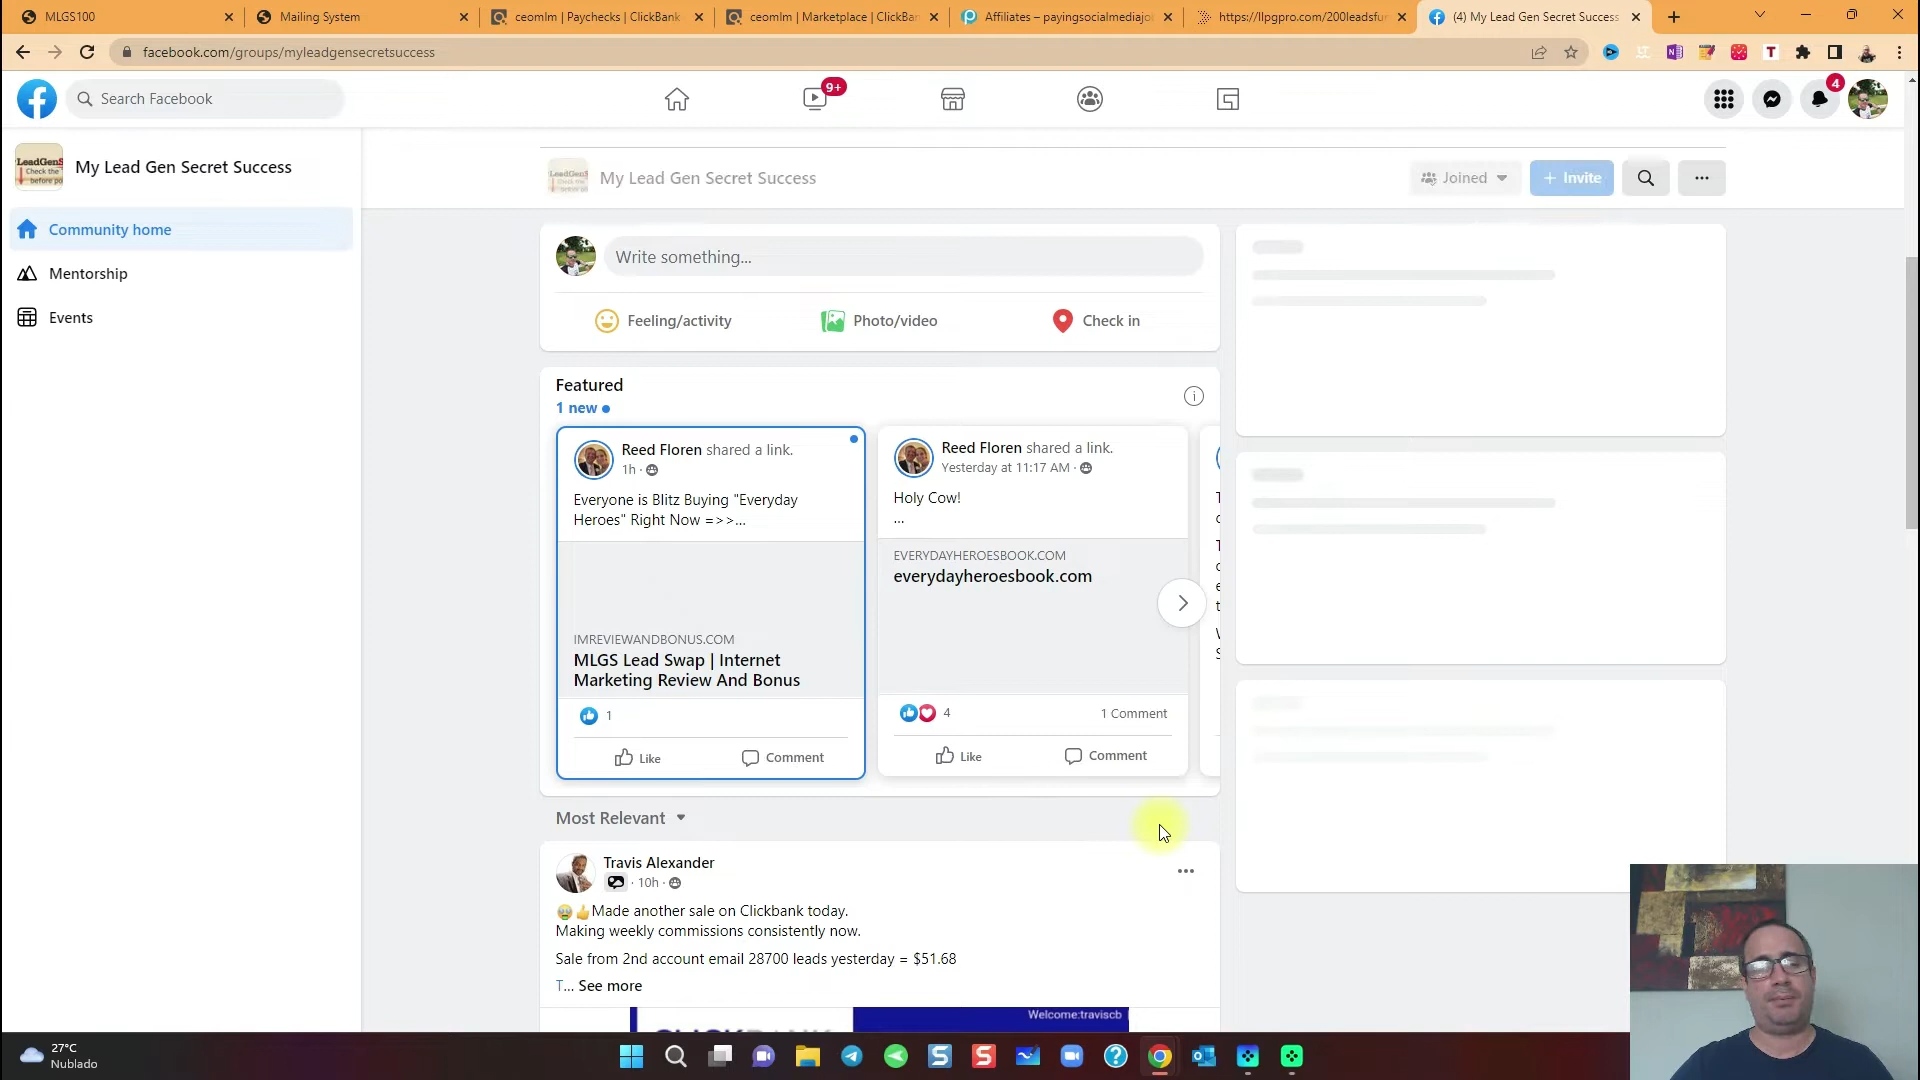 MLGS100
Mailing System
ceomlm | Paychecks | ClickBank
ceomlm | Marketplace | ClickBan
Affiliates – payingsocialmediajo
https://llpgpro.com/200leadsfu
(4) My Lead Gen Secret Success
facebook.com/groups/myleadgensecretsuccess
Search Facebook
9+
4
My Lead Gen Secret Success
Community home
Mentorship
Events
My Lead Gen Secret Success
Joined
+ Invite
Write something...
Feeling/activity
Photo/video
Check in
Featured
1 new
Reed Floren shared a link.
1h ·
Everyone is Blitz Buying "Everyday
Heroes" Right Now =>>...
IMREVIEWANDBONUS.COM
MLGS Lead Swap | Internet
Marketing Review And Bonus
1
Like
Comment
Reed Floren shared a link.
Yesterday at 11:17 AM ·
Holy Cow!
...
EVERYDAYHEROESBOOK.COM
everydayheroesbook.com
4
1 Comment
Like
Comment
Most Relevant
Travis Alexander
· 10h ·
Made another sale on Clickbank today.
Making weekly commissions consistently now.
Sale from 2nd account email 28700 leads yesterday = $51.68
T... See more
Welcome:traviscb
CLICKBANK
27°C
Nublado